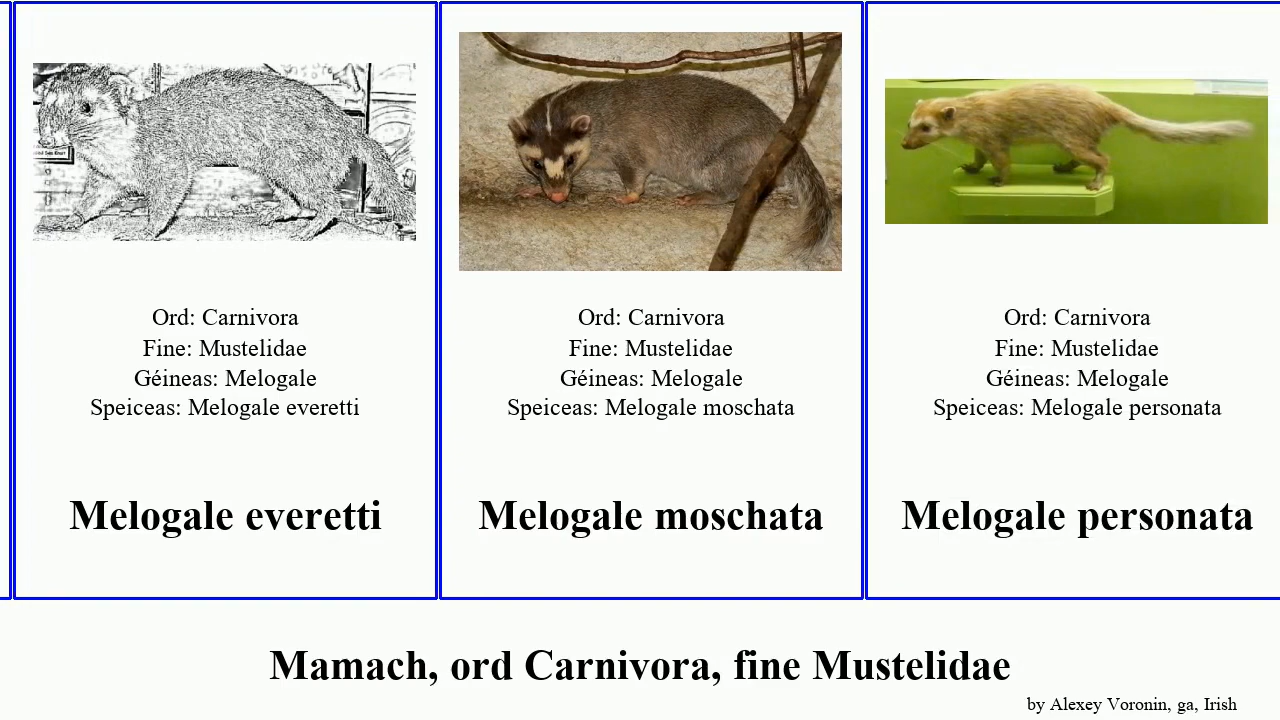 Ord: Carnivora
Fine: Mustelidae
Géineas: Melogale
Speiceas: Melogale everetti
Melogale everetti
Ord: Carnivora
Fine: Mustelidae
Géineas: Melogale
Speiceas: Melogale moschata
Melogale moschata
Ord: Carnivora
Fine: Mustelidae
Géineas: Melogale
Speiceas: Melogale personata
Melogale personata
Mamach, ord Carnivora, fine Mustelidae
by Alexey Voronin, ga, Irish